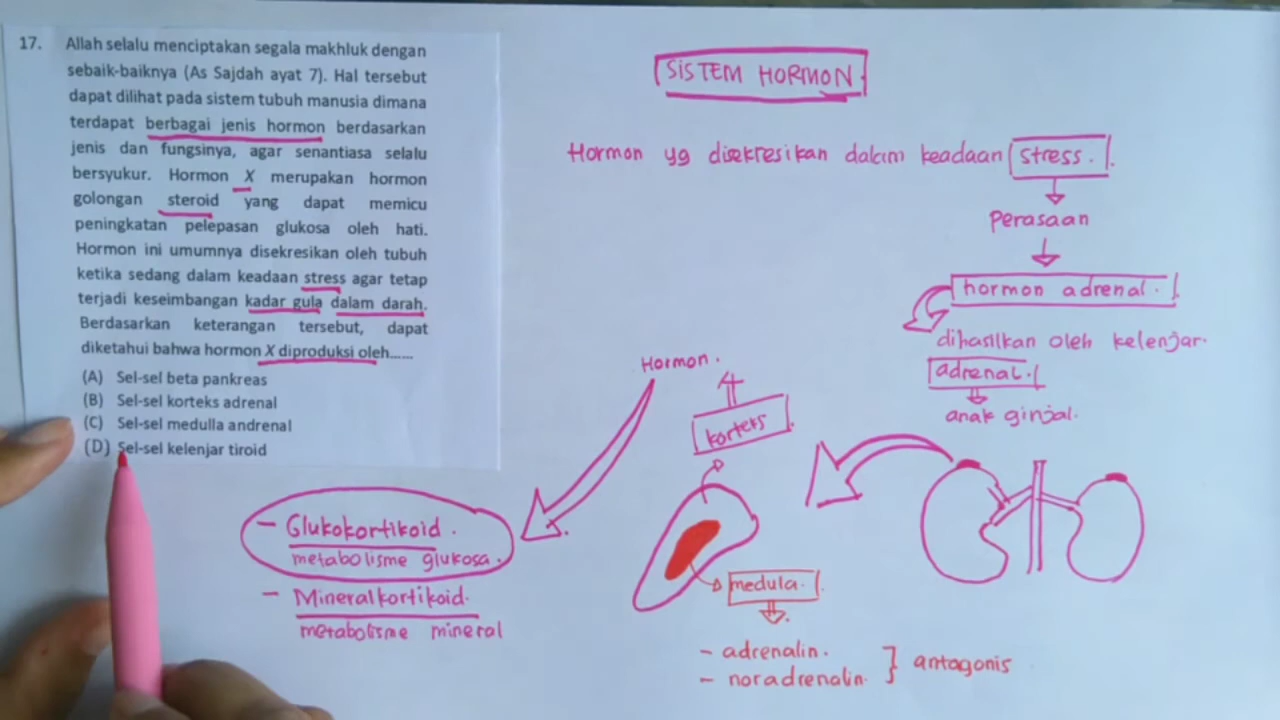 17. Allah selalu menciptakan segala makhluk dengan
sebaik-baiknya (As Sajdah ayat 7). Hal tersebut
dapat dilihat pada sistem tubuh manusia dimana
terdapat berbagai jenis hormon berdasarkan
jenis dan fungsinya, agar senantiasa selalu
bersyukur. Hormon X merupakan hormon
golongan steroid yang dapat memicu
peningkatan pelepasan glukosa oleh hati.
Hormon ini umumnya disekresikan oleh tubuh
ketika sedang dalam keadaan stress agar tetap
terjadi keseimbangan kadar gula dalam darah.
Berdasarkan keterangan tersebut, dapat
diketahui bahwa hormon X diproduksi oleh......
(A) Sel-sel beta pankreas
(B) Sel-sel korteks adrenal
(C) Sel-sel medulla andrenal
(D) Sel-sel kelenjar tiroid
SISTEM HORMON.
Hormon yg disekresikan dalam keadaan stress.
Perasaan
hormon adrenal.
dihasilkan oleh kelenjar.
adrenal.
anak ginjal.
Hormon.
korteks
- Glukokortikoid.
metabolisme glukosa.
- Mineralkortikoid.
metabolisme mineral
medula.
- adrenalin.
- noradrenalin.
} antagonis